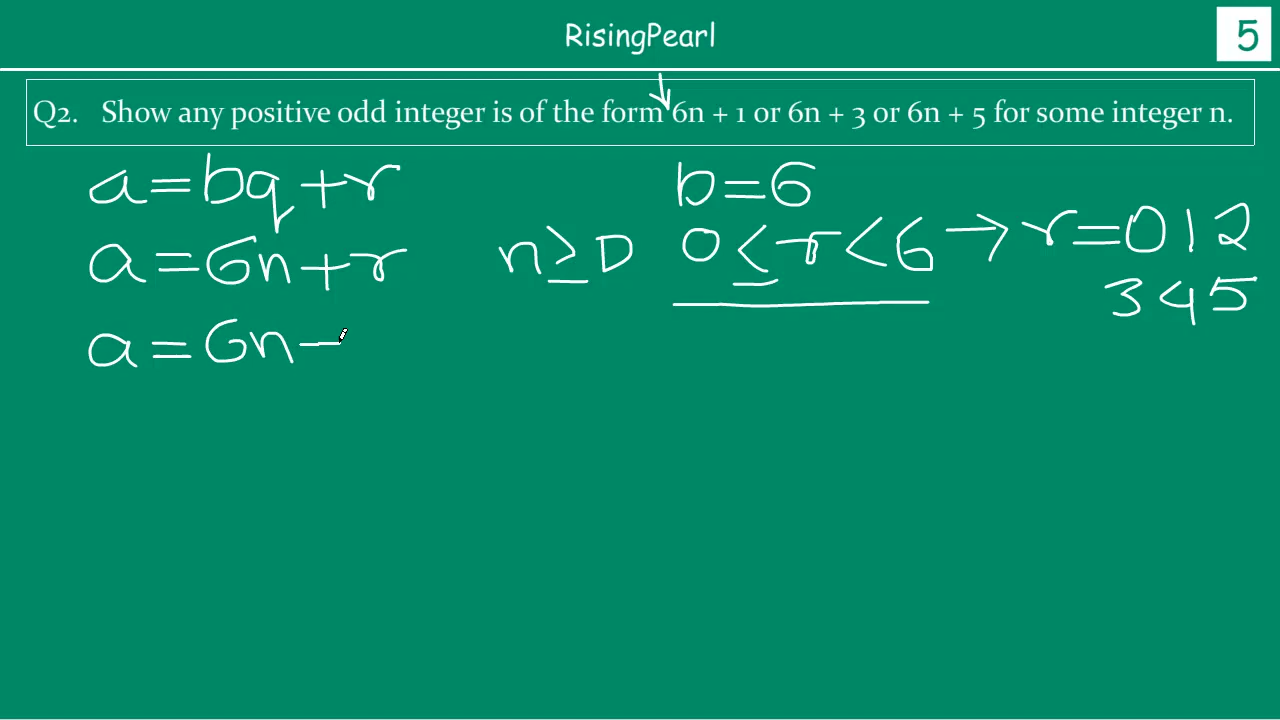 RisingPearl
5
Q2. Show any positive odd integer is of the form 6n + 1 or 6n + 3 or 6n + 5 for some integer n.
a = bq + r b = 6
a = 6n + r n ≥ 0 0 ≤ r < 6 → r = 0 1 2
3 4 5
a = 6n −